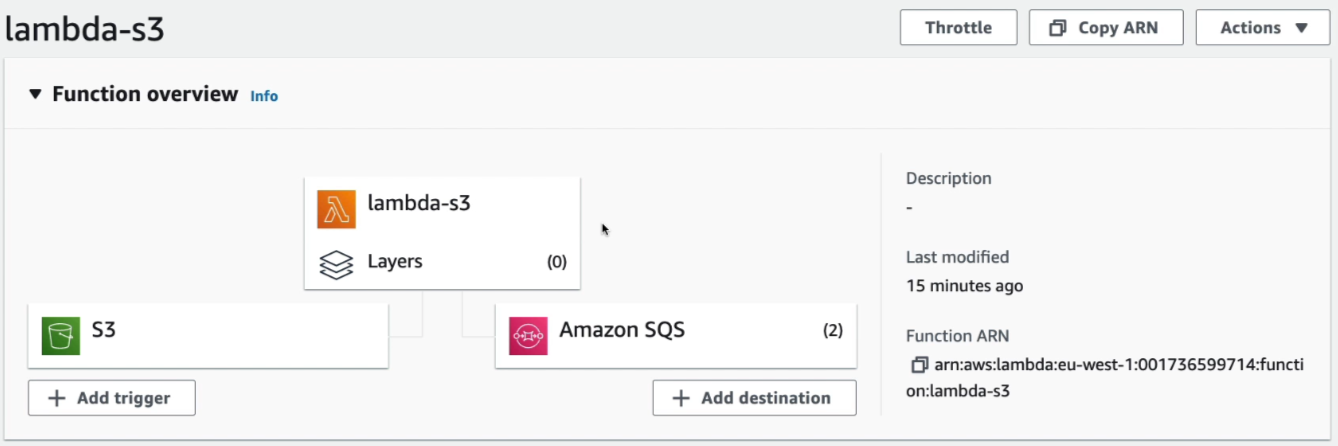 lambda-s3
Throttle
Copy ARN
Actions
Function overview Info
lambda-s3
Layers (0)
S3
Amazon SQS (2)
Add trigger
Add destination
Description
-
Last modified
15 minutes ago
Function ARN
arn:aws:lambda:eu-west-1:001736599714:functi
on:lambda-s3